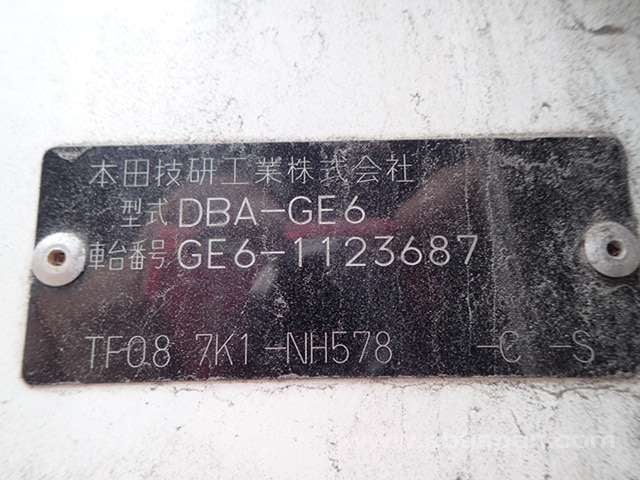 本田技研工業株式会社
型式 DBA-GE6
車台番号 GE6-1123687
TF08 7K1-NH578 -C -S